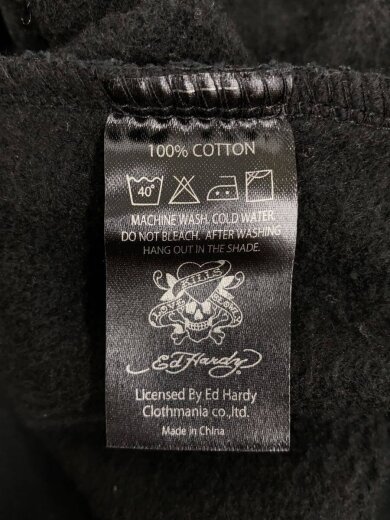 100% COTTON
40°
MACHINE WASH. COLD WATER.
DO NOT BLEACH. AFTER WASHING
HANG OUT IN THE SHADE.
LOVE KILLS SLOWLY
Ed Hardy
Licensed By Ed Hardy
Clothmania co.,ltd.
Made in China